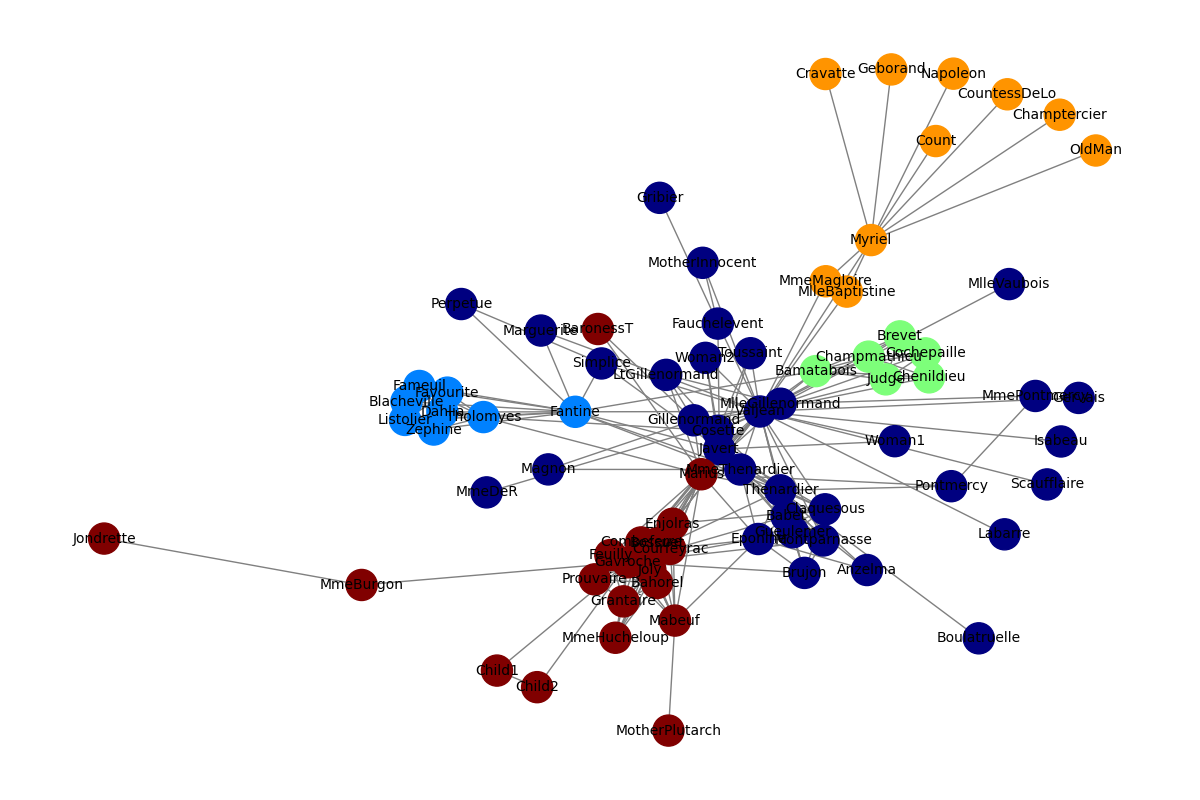 Geborand
Cravatte
Napoleon
CountessDeLo
Champtercier
Count
OldMan
Gribier
Myriel
MotherInnocent
MmeMagloire
MlleVaubois
MlleBaptistine
Perpetue
Fauchelevent
BaronessT
Marguerite
Brevet
Toussaint
Cochepaille
Woman2
Champmathieu
Simplice
Bamatabois
LtGillenormand
Judge
Chenildieu
Fameuil
Favourite
MmePontmercy
Gervais
Blacheville
MlleGillenormand
Valjean
Dahlia
Fantine
Tholomyes
Listolier
Gillenormand
Zephine
Cosette
Woman1
Isabeau
Javert
Magnon
MmeThenardier
Marius
Scaufflaire
Pontmercy
Thenardier
MmeDeR
Claquesous
Babet
Enjolras
Gueulemer
Labarre
Jondrette
Eponine
Montparnasse
Combeferre
Bossuet
Courfeyrac
Feuilly
Gavroche
Joly
Anzelma
Brujon
Prouvaire
Bahorel
MmeBurgon
Grantaire
Mabeuf
MmeHucheloup
Boulatruelle
Child1
Child2
MotherPlutarch